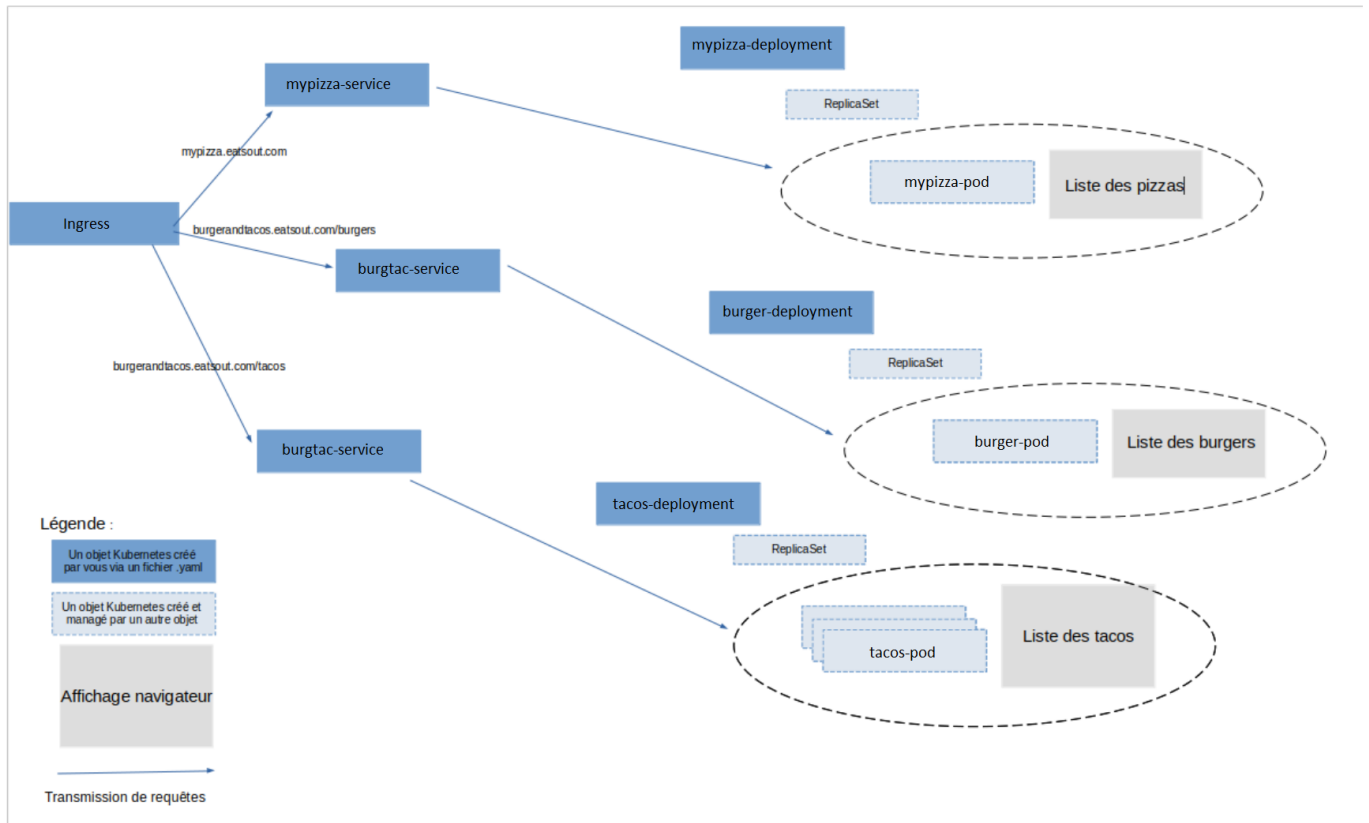 mypizza-deployment
mypizza-service
ReplicaSet
mypizza.eatsout.com
mypizza-pod
Liste des pizzas
Ingress
burgerandtacos.eatsout.com/burgers
burgtac-service
burger-deployment
ReplicaSet
burgerandtacos.eatsout.com/tacos
burger-pod
Liste des burgers
burgtac-service
tacos-deployment
ReplicaSet
tacos-pod
Liste des tacos
Légende :
Un objet Kubernetes créé
par vous via un fichier .yaml
Un objet Kubernetes créé et
managé par un autre objet
Affichage navigateur
Transmission de requêtes